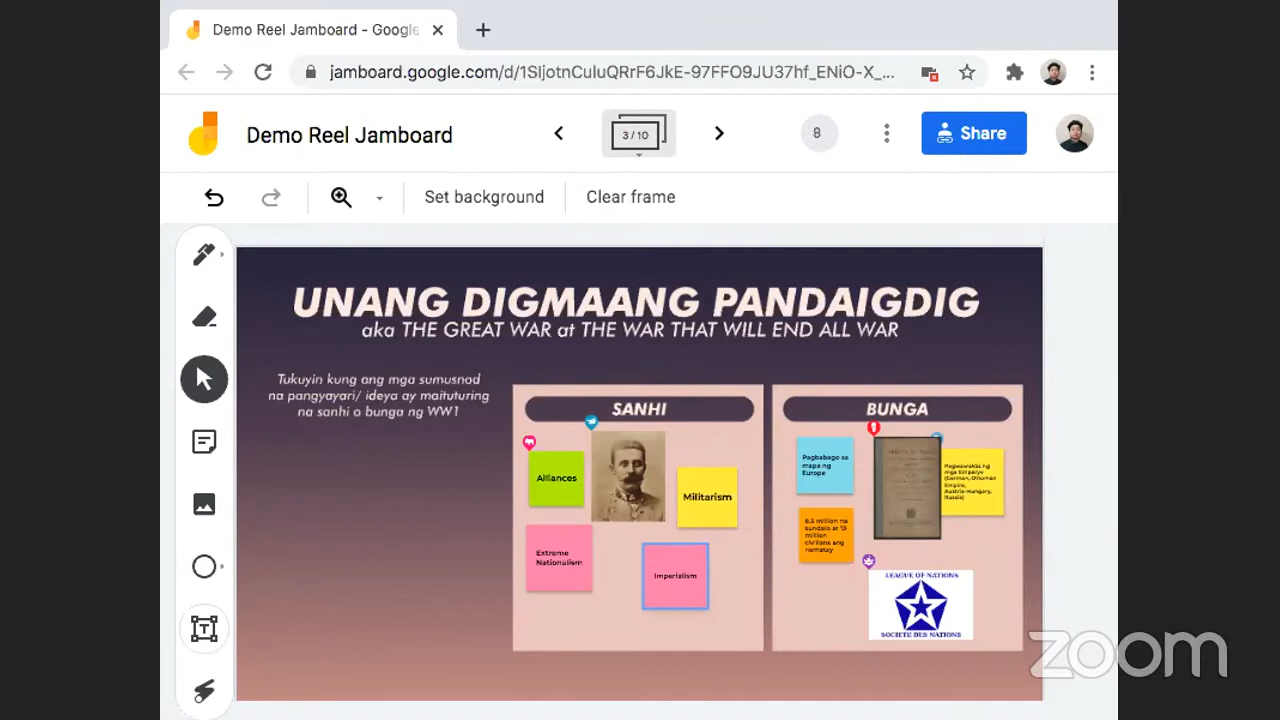 Demo Reel Jamboard - Google
jamboard.google.com/d/1SIjotnCuluQRrF6JkE-97FFO9JU37hf_ENiO-X_...
Demo Reel Jamboard
3 / 10
8
Share
Set background
Clear frame
UNANG DIGMAANG PANDAIGDIG
aka THE GREAT WAR at THE WAR THAT WILL END ALL WAR
Tukuyin kung ang mga sumusnod
na pangyayari/ ideya ay maituturing
na sanhi o bunga ng WW1
SANHI
Alliances
Militarism
Extreme
Nationalism
Imperialism
BUNGA
Pagbabago sa
mapa ng
Europe
Pagwawakas ng
mga Emparyo
(German, Ottoman
Empire,
Austria-Hungary,
Russia)
8.5 million na
sundalo at 13
million
civilians ang
namatay
LEAGUE OF NATIONS
SOCIETE DES NATIONS
zoom